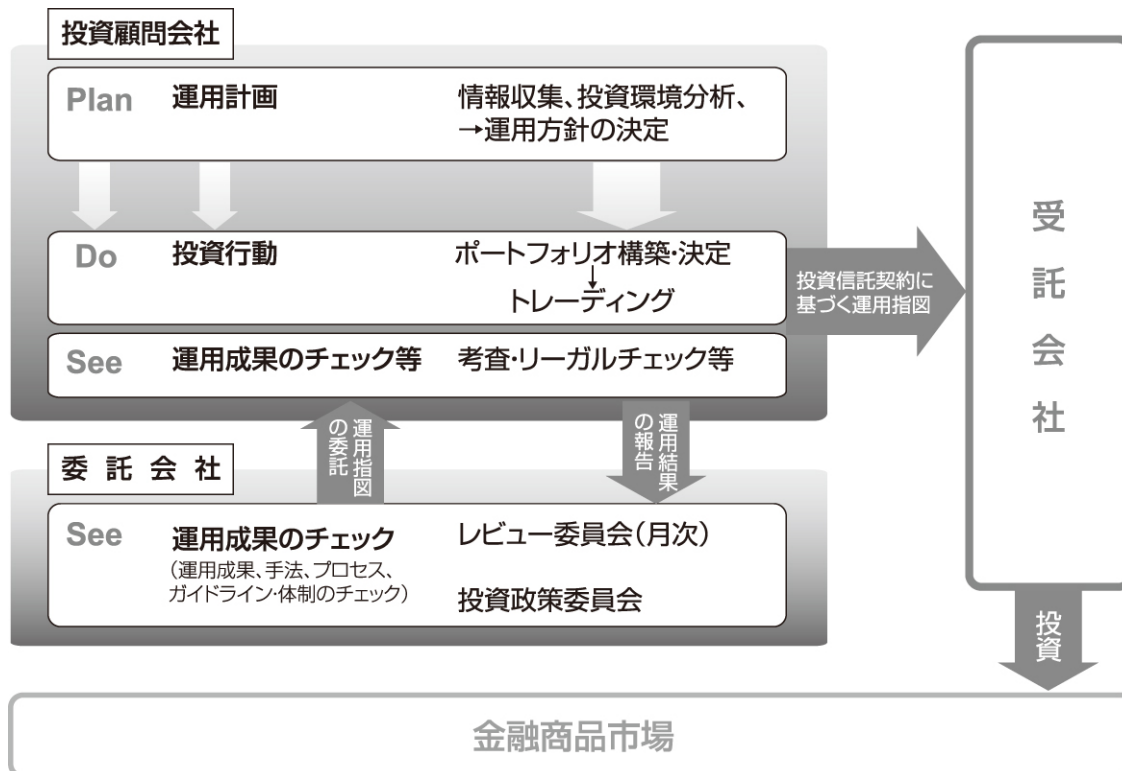 投資顧問会社
Plan 運用計画 情報収集、投資環境分析、
→運用方針の決定
Do 投資行動 ポートフォリオ構築・決定
↓
トレーディング
See 運用成果のチェック等 考査・リーガルチェック等
投資信託契約に
基づく運用指図
受託会社
運用指図
の委託
運用結果
の報告
委託会社
See 運用成果のチェック レビュー委員会(月次)
(運用成果、手法、プロセス、
ガイドライン・体制のチェック)
投資政策委員会
投資
金融商品市場